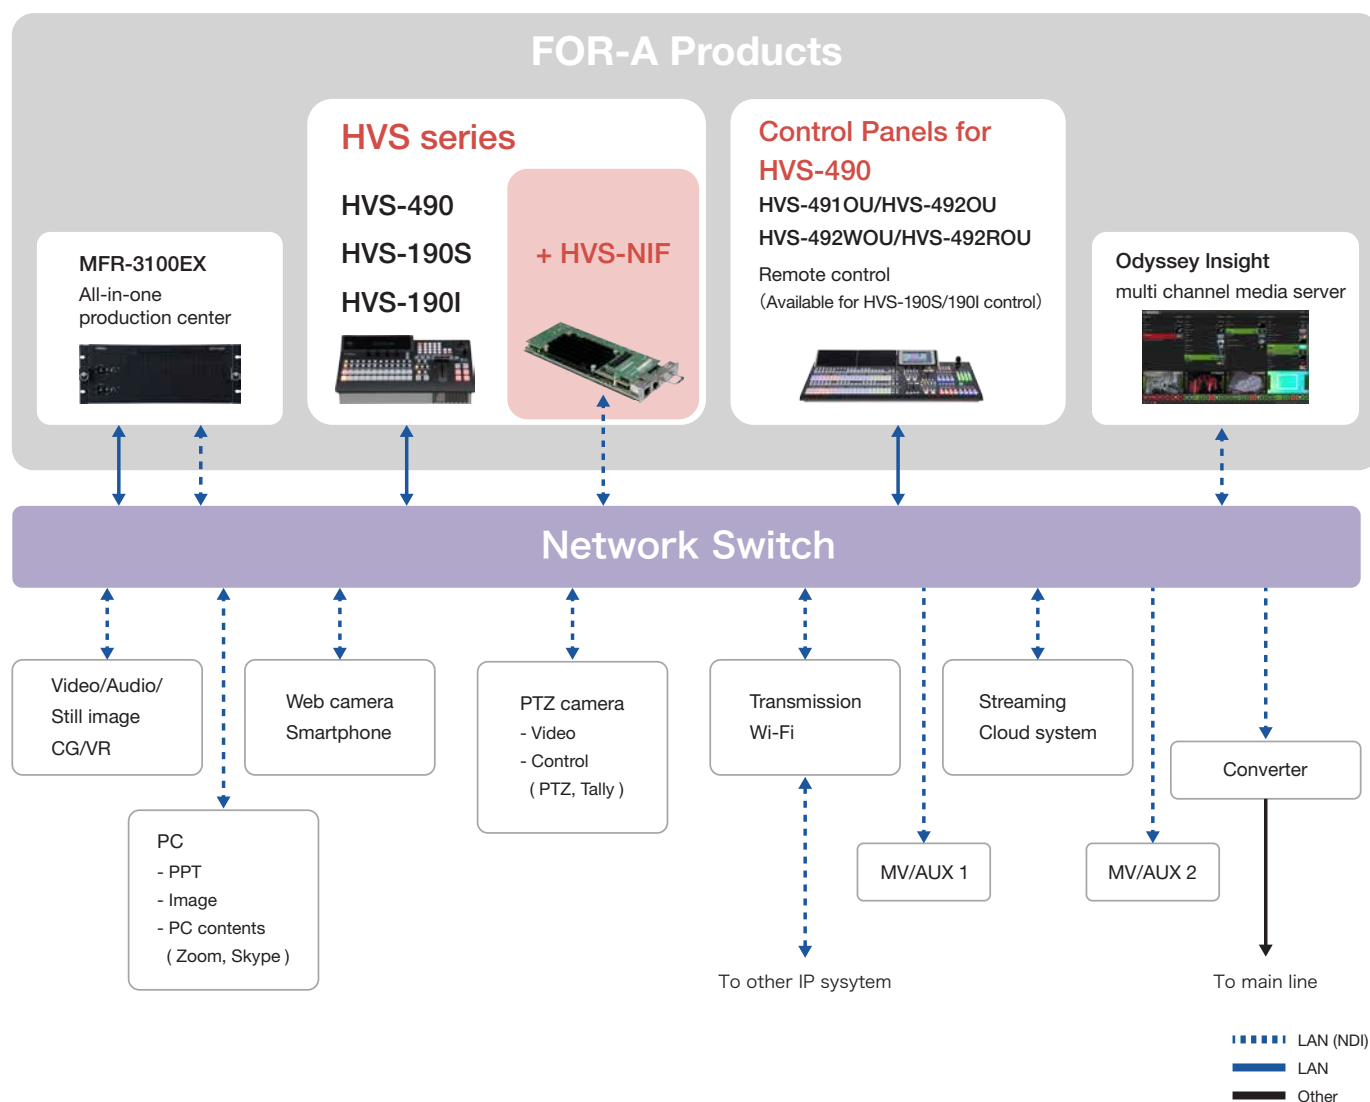 FOR-A Products
MFR-3100EX
All-in-one
production center
HVS series
HVS-490
HVS-190S
HVS-190I
+ HVS-NIF
Control Panels for
HVS-490
HVS-491OU/HVS-492OU
HVS-492WOU/HVS-492ROU
Remote control
(Available for HVS-190S/190I control)
Odyssey Insight
multi channel media server
Network Switch
Video/Audio/
Still image
CG/VR
Web camera
Smartphone
PTZ camera
- Video
- Control
( PTZ, Tally )
Transmission
Wi-Fi
Streaming
Cloud system
Converter
PC
- PPT
- Image
- PC contents
( Zoom, Skype )
MV/AUX 1
MV/AUX 2
To other IP sysytem
To main line
LAN (NDI)
LAN
Other